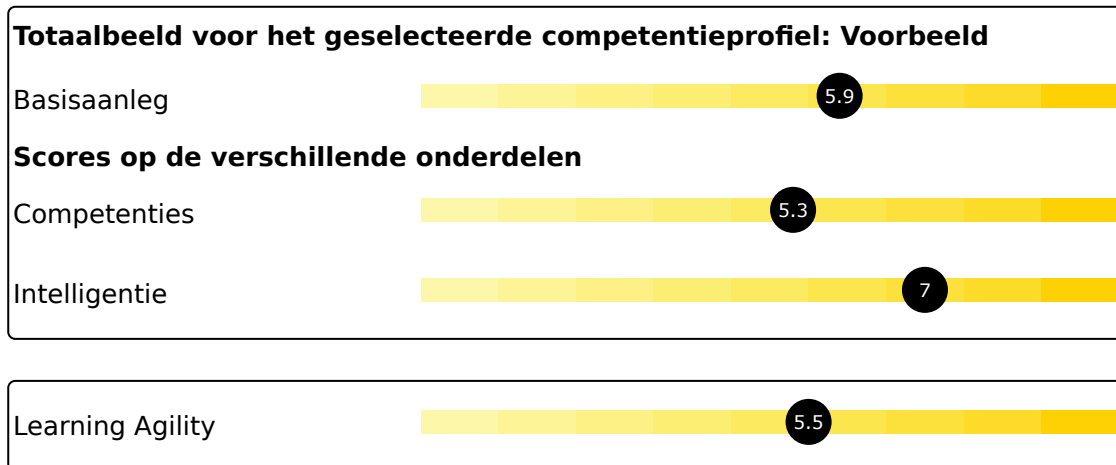 Totaalbeeld voor het geselecteerde competentieprofiel: Voorbeeld
Basisaanleg 5.9
Scores op de verschillende onderdelen
Competenties 5.3
Intelligentie 7
Learning Agility 5.5